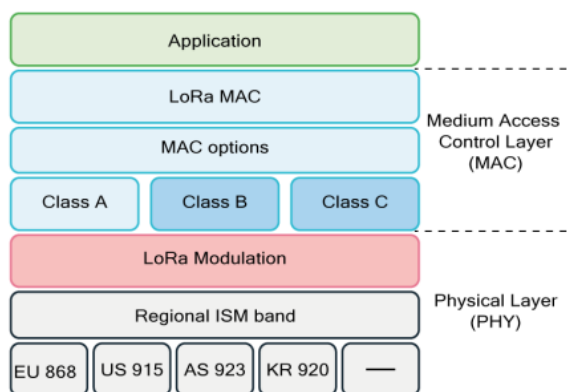 Application
LoRa MAC
MAC options
Class A
Class B
Class C
Medium Access
Control Layer
(MAC)
LoRa Modulation
Regional ISM band
EU 868
US 915
AS 923
KR 920
—
Physical Layer
(PHY)